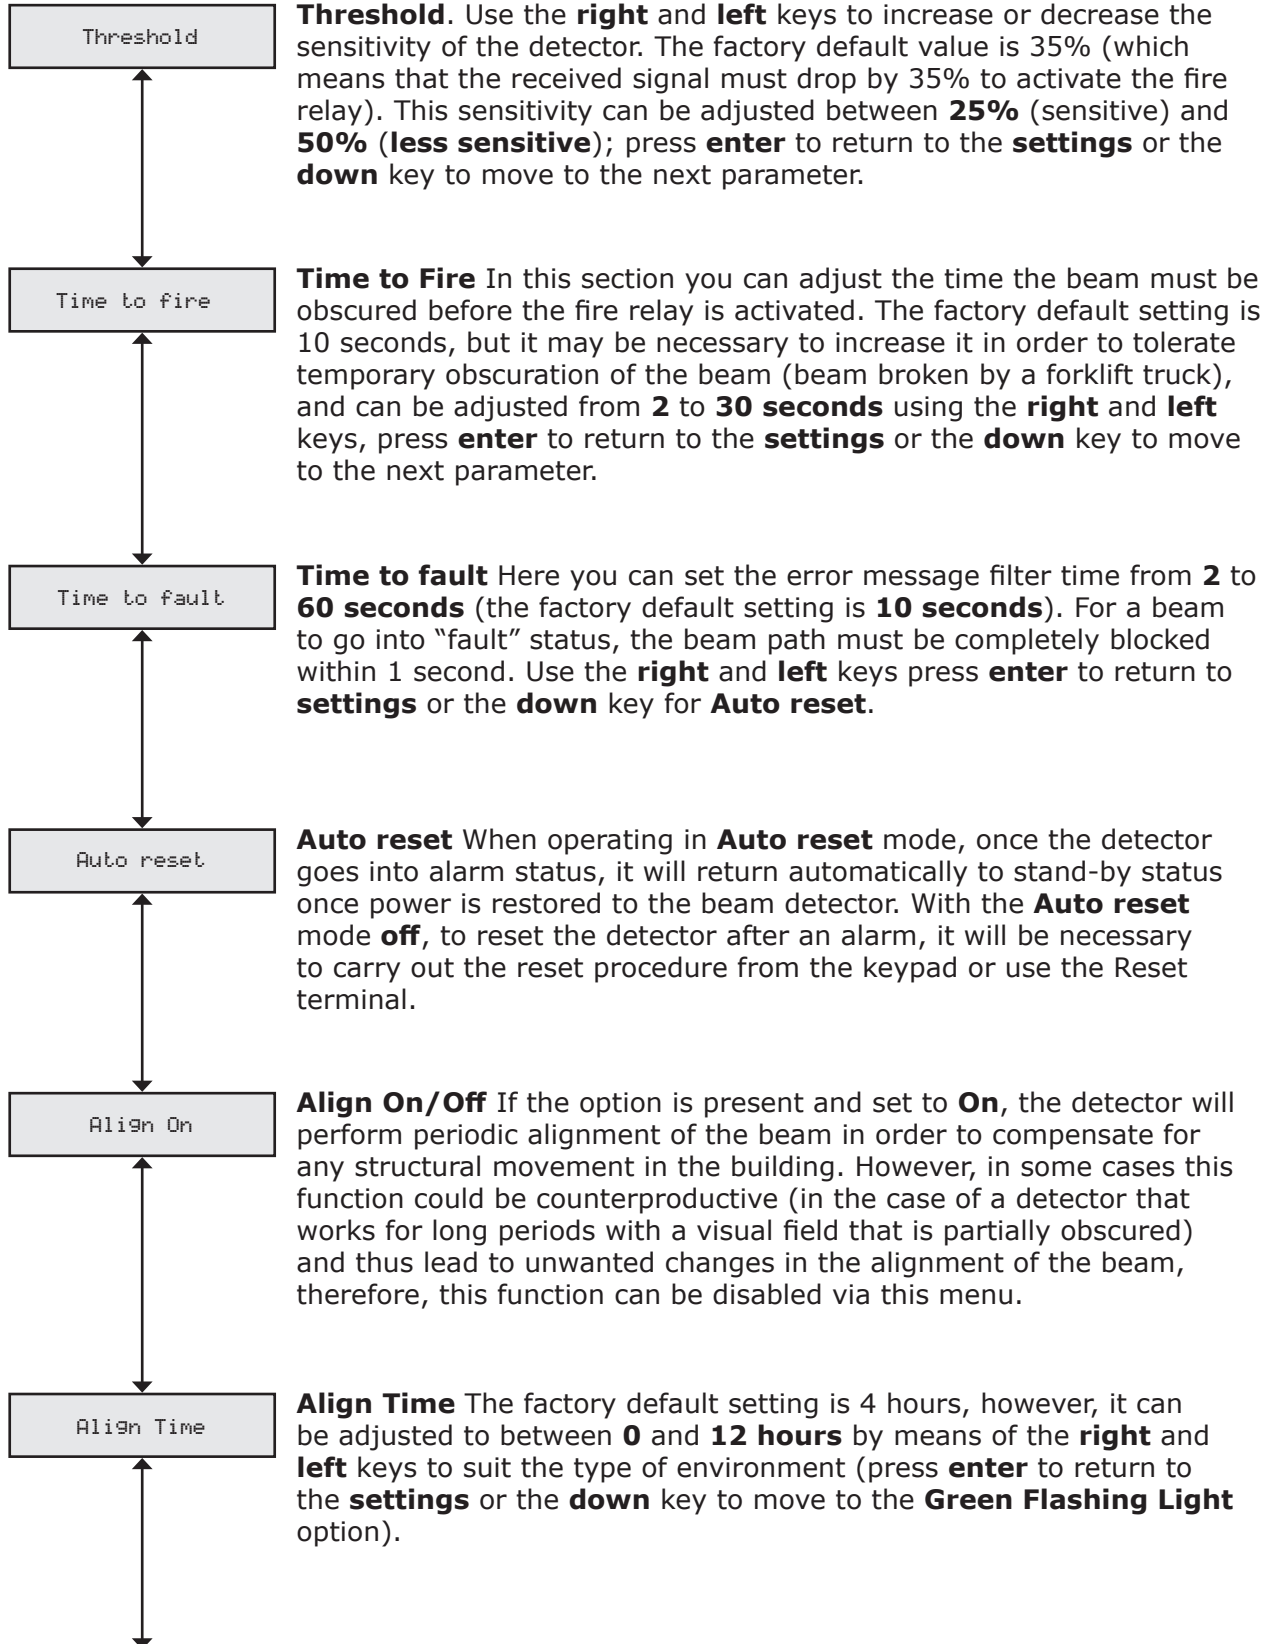 Threshold
Threshold. Use the right and left keys to increase or decrease the
sensitivity of the detector. The factory default value is 35% (which
means that the received signal must drop by 35% to activate the fire
relay). This sensitivity can be adjusted between 25% (sensitive) and
50% (less sensitive); press enter to return to the settings or the
down key to move to the next parameter.
Time to fire
Time to Fire In this section you can adjust the time the beam must be
obscured before the fire relay is activated. The factory default setting is
10 seconds, but it may be necessary to increase it in order to tolerate
temporary obscuration of the beam (beam broken by a forklift truck),
and can be adjusted from 2 to 30 seconds using the right and left
keys, press enter to return to the settings or the down key to move
to the next parameter.
Time to fault
Time to fault Here you can set the error message filter time from 2 to
60 seconds (the factory default setting is 10 seconds). For a beam
to go into “fault” status, the beam path must be completely blocked
within 1 second. Use the right and left keys press enter to return to
settings or the down key for Auto reset.
Auto reset
Auto reset When operating in Auto reset mode, once the detector
goes into alarm status, it will return automatically to stand-by status
once power is restored to the beam detector. With the Auto reset
mode off, to reset the detector after an alarm, it will be necessary
to carry out the reset procedure from the keypad or use the Reset
terminal.
Align On
Align On/Off If the option is present and set to On, the detector will
perform periodic alignment of the beam in order to compensate for
any structural movement in the building. However, in some cases this
function could be counterproductive (in the case of a detector that
works for long periods with a visual field that is partially obscured)
and thus lead to unwanted changes in the alignment of the beam,
therefore, this function can be disabled via this menu.
Align Time
Align Time The factory default setting is 4 hours, however, it can
be adjusted to between 0 and 12 hours by means of the right and
left keys to suit the type of environment (press enter to return to
the settings or the down key to move to the Green Flashing Light
option).